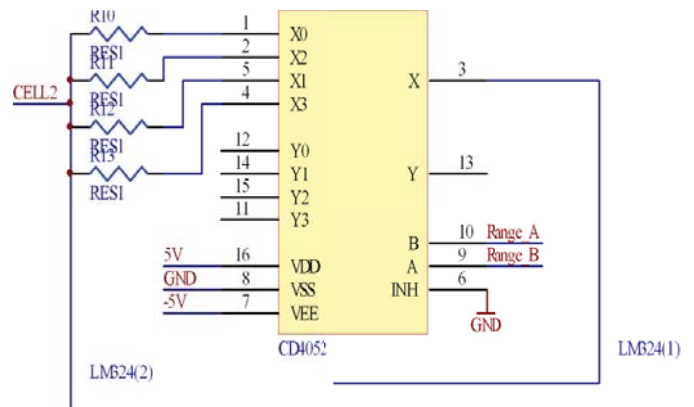 R10
1
X0
RES1
R11
2
X2
CELL2
RES1
R12
5
X1
X
3
RES1
R13
4
X3
RES1
12
Y0
14
Y1
Y
13
15
Y2
11
Y3
B
10
Range_A
5V
16
VDD
A
9
Range_B
GND
8
VSS
INH
6
-5V
7
VEE
GND
CD4052
LM324(1)
LM324(2)